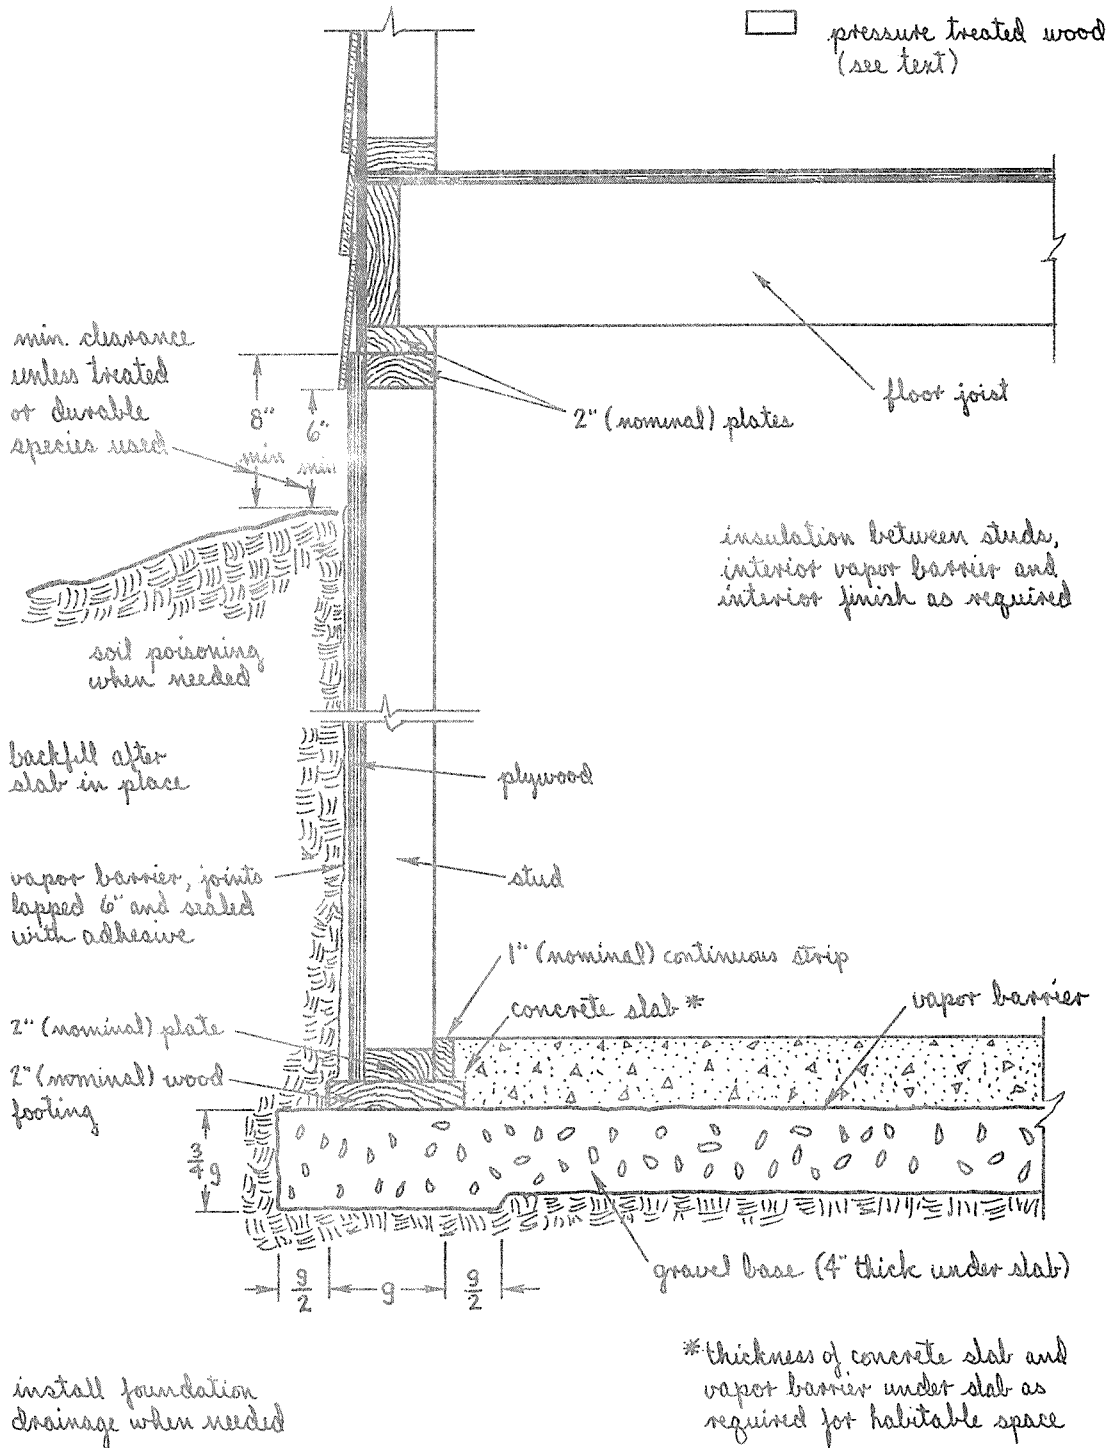 pressure treated wood
(see text)
min. clearance
unless treated
or durable
species used
8"
min
6"
min
2" (nominal) plates
floor joist
insulation between studs,
interior vapor barrier and
interior finish as required
soil poisoning
when needed
backfill after
slab in place
plywood
vapor barrier, joints
lapped 6" and sealed
with adhesive
stud
1" (nominal) continuous strip
concrete slab *
vapor barrier
2" (nominal) plate
2" (nominal) wood
footing
3/4 g
g/2
g
g/2
gravel base (4" thick under slab)
* thickness of concrete slab and
vapor barrier under slab as
required for habitable space
install foundation
drainage when needed